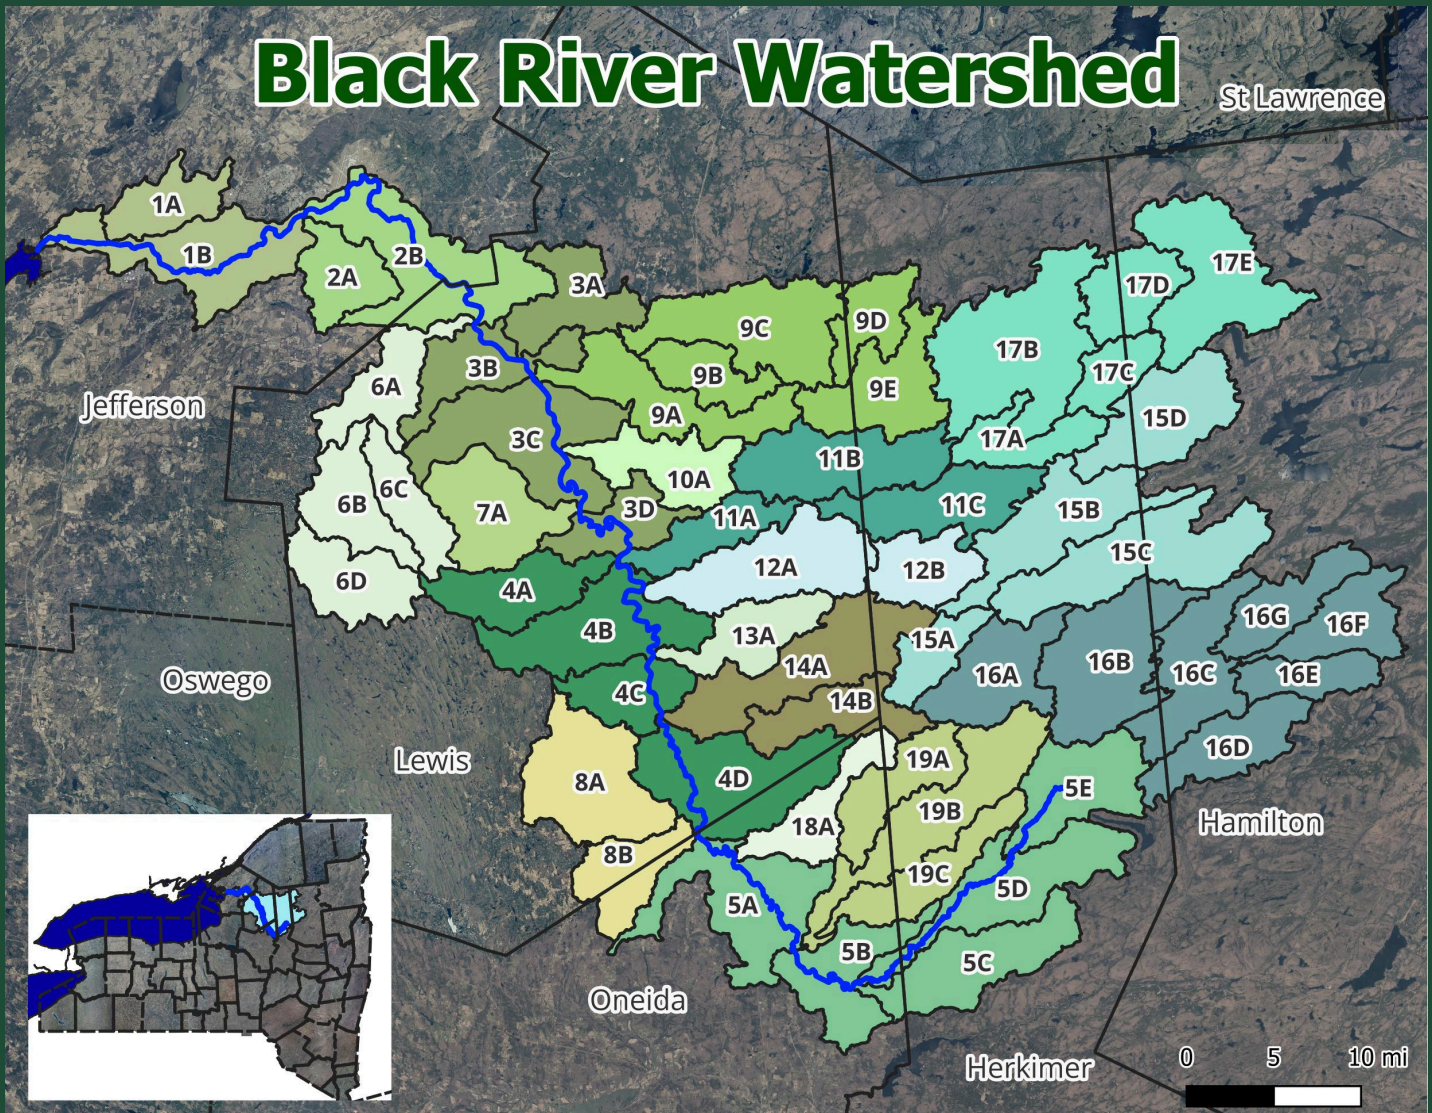 Black River Watershed
St Lawrence
1A
17E
1B
2B
2A
3A
17D
9C
9D
17B
3B
17C
6A
9B
9E
Jefferson
9A
15D
3C
17A
11B
10A
6C
6B
11C
3D
15B
7A
11A
15C
12A
12B
6D
4A
16G
16F
4B
13A
15A
14A
16B
16A
16C
16E
Oswego
4C
14B
16D
Lewis
19A
8A
4D
5E
19B
18A
Hamilton
8B
19C
5D
5A
5B
5C
Oneida
Herkimer
0 5 10 mi